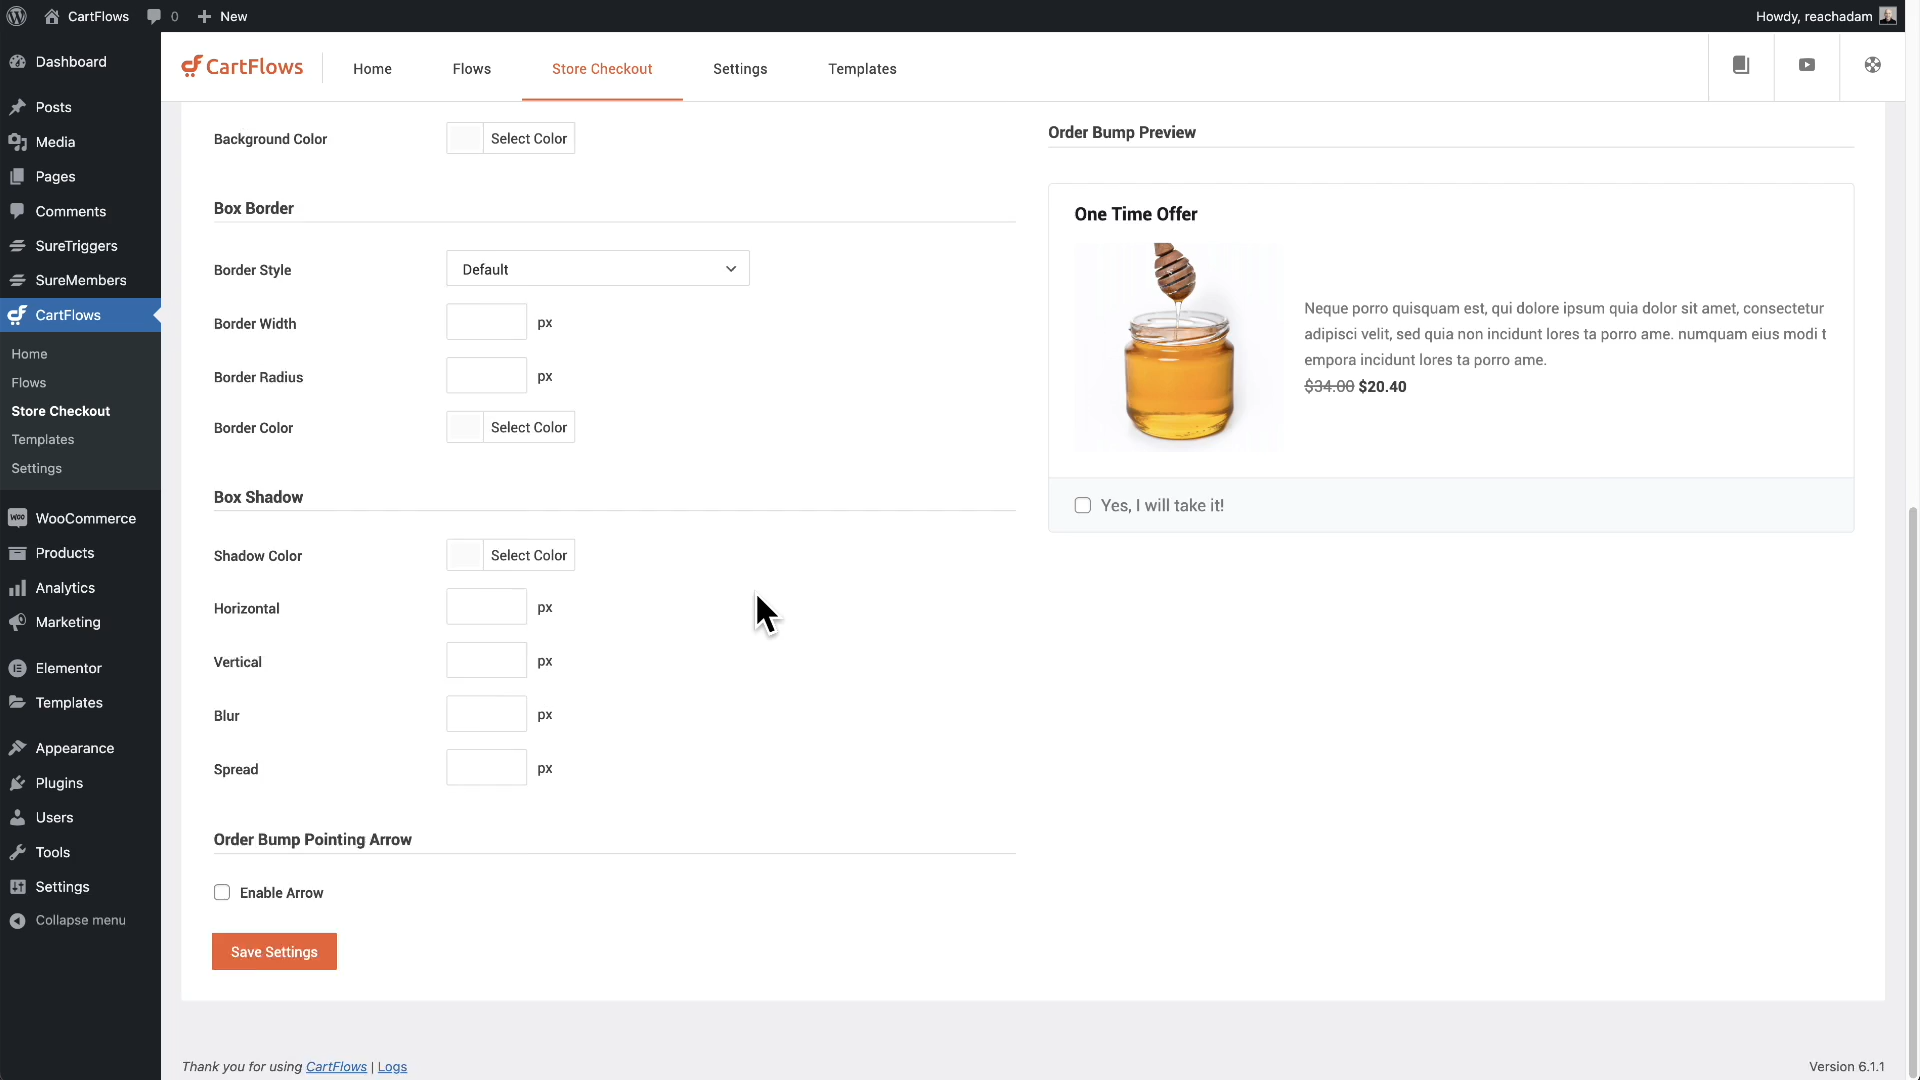 CartFlows 0 New Howdy, reachadam
CartFlows Home Flows Store Checkout Settings Templates
Dashboard
Posts
Media
Pages
Comments
SureTriggers
SureMembers
CartFlows
Home
Flows
Store Checkout
Templates
Settings
WooCommerce
Products
Analytics
Marketing
Elementor
Templates
Appearance
Plugins
Users
Tools
Settings
Collapse menu
Background Color Select Color
Box Border
Border Style Default
Border Width px
Border Radius px
Border Color Select Color
Box Shadow
Shadow Color Select Color
Horizontal px
Vertical px
Blur px
Spread px
Order Bump Pointing Arrow
Enable Arrow
Save Settings
Order Bump Preview
One Time Offer
Neque porro quisquam est, qui dolore ipsum quia dolor sit amet, consectetur
adipisci velit, sed quia non incidunt lores ta porro ame. numquam eius modi t
empora incidunt lores ta porro ame.
$34.00 $20.40
Yes, I will take it!
Thank you for using CartFlows | Logs Version 6.1.1